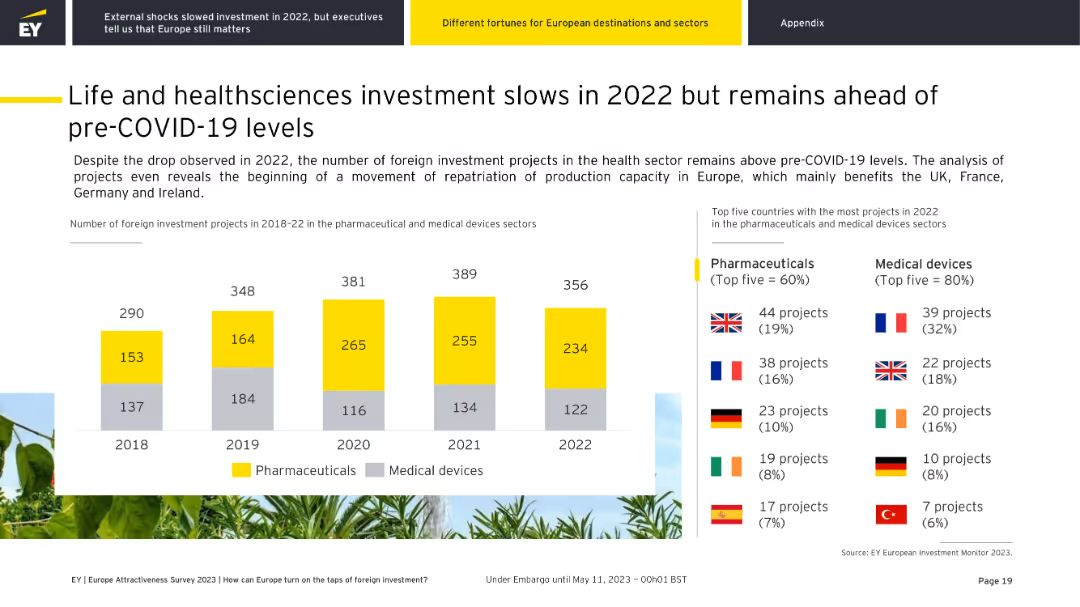 EY
External shocks slowed investment in 2022, but executives
tell us that Europe still matters
Different fortunes for European destinations and sectors
Appendix
Life and healthsciences investment slows in 2022 but remains ahead of
pre-COVID-19 levels
Despite the drop observed in 2022, the number of foreign investment projects in the health sector remains above pre-COVID-19 levels. The analysis of
projects even reveals the beginning of a movement of repatriation of production capacity in Europe, which mainly benefits the UK, France,
Germany and Ireland.
Number of foreign investment projects in 2018-22 in the pharmaceutical and medical devices sectors
290
348
381
389
356
153
164
265
255
234
137
184
116
134
122
2018
2019
2020
2021
2022
Pharmaceuticals
Medical devices
Top five countries with the most projects in 2022
in the pharmaceuticals and medical devices sectors
Pharmaceuticals
(Top five = 60%)
44 projects
(19%)
38 projects
(16%)
23 projects
(10%)
19 projects
(8%)
17 projects
(7%)
Medical devices
(Top five = 80%)
39 projects
(32%)
22 projects
(18%)
20 projects
(16%)
10 projects
(8%)
7 projects
(6%)
Source: EY European Investment Monitor 2023.
EY | Europe Attractiveness Survey 2023 | How can Europe turn on the taps of foreign investment?
Under Embargo until May 11, 2023 – 00h01 BST
Page 19